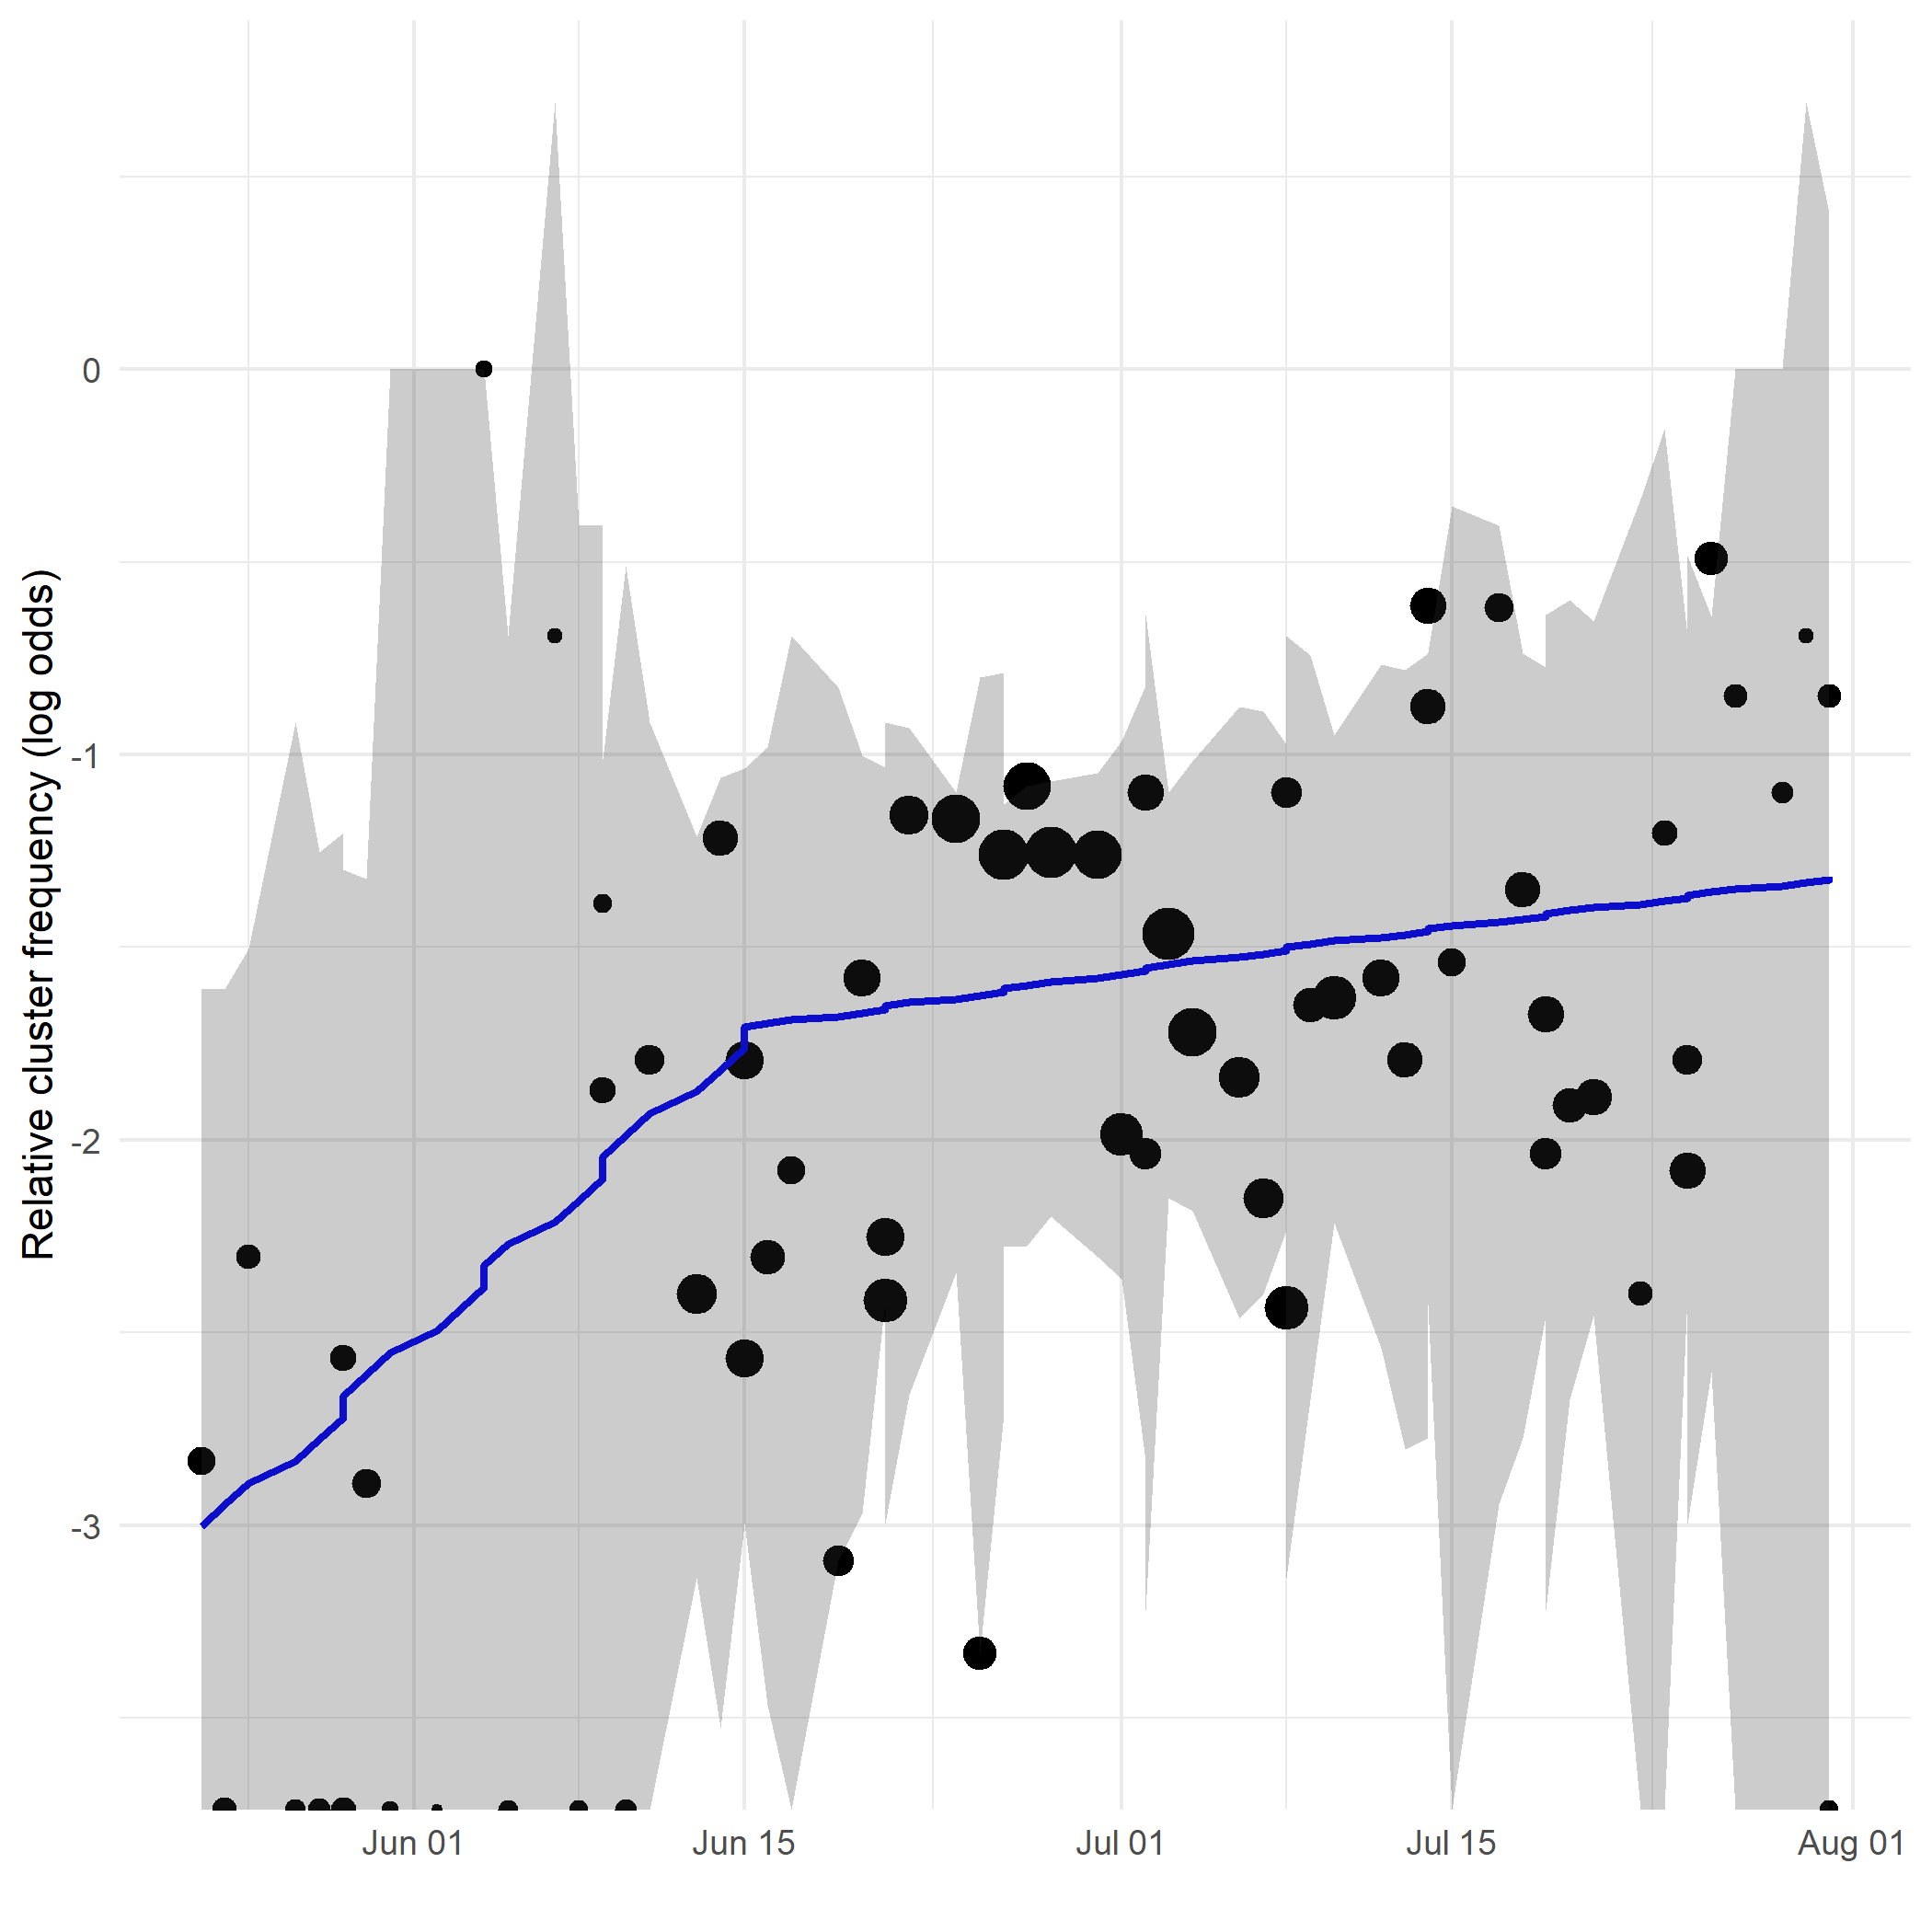 Relative cluster frequency (log odds)
0
-1
-2
-3
Jun 01
Jun 15
Jul 01
Jul 15
Aug 01